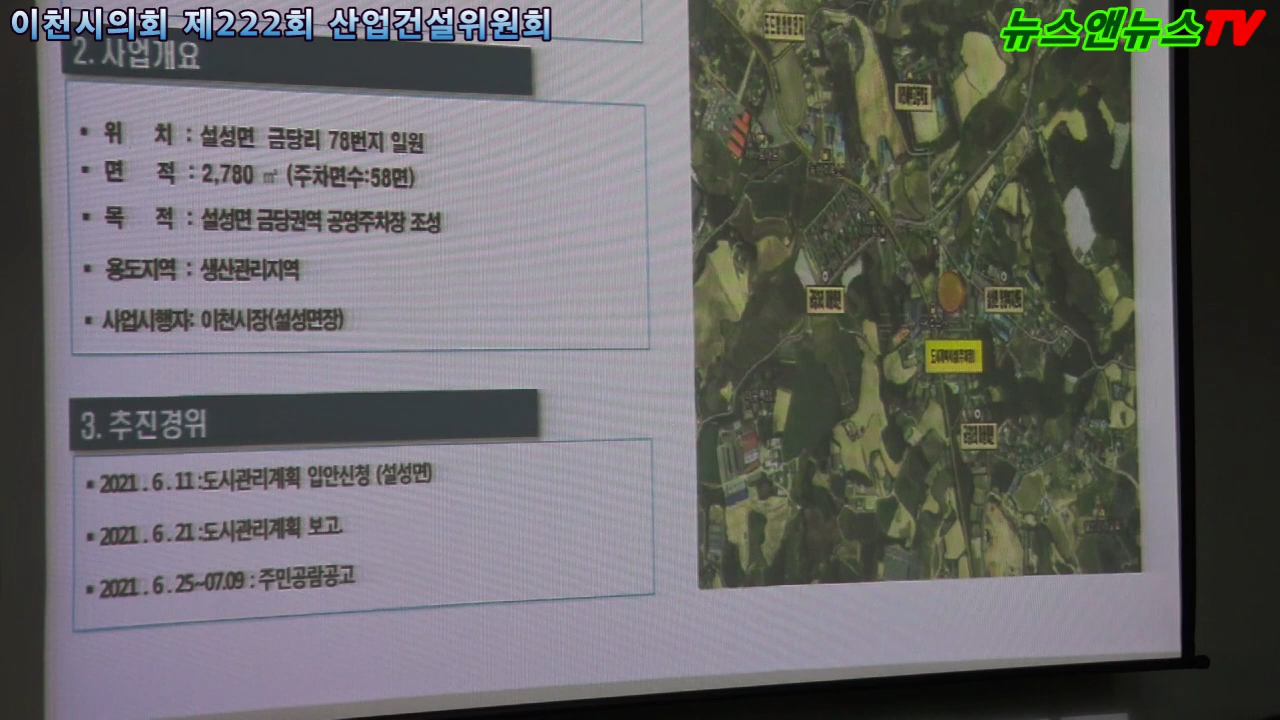 이천시의회 제222회 산업건설위원회
뉴스앤뉴스TV
2. 사업개요
▪ 위 치 : 설성면 금당리 78번지 일원
▪ 면 적 : 2,780 ㎡ (주차면수:58면)
▪ 목 적 : 설성면 금당권역 공영주차장 조성
▪ 용도지역 : 생산관리지역
▪ 사업시행자: 이천시장(설성면장)
3. 추진경위
▪ 2021 . 6 . 11 :도시관리계획 입안신청 (설성면)
▪ 2021 . 6 . 21 :도시관리계획 보고.
▪ 2021 . 6 . 25~07.09 : 주민공람공고